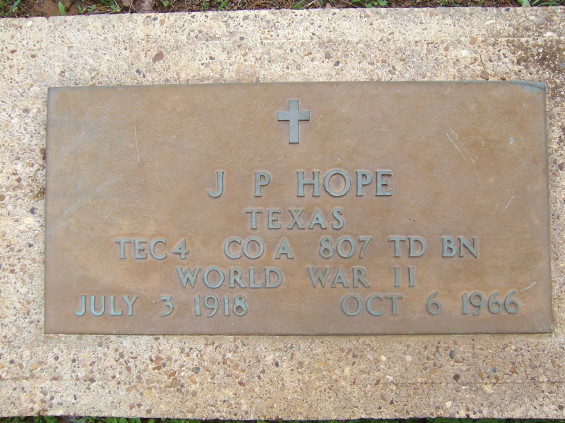 J P HOPE
TEXAS
TEC4 CO A 807 TD BN
WORLD WAR II
JULY 3 1918 OCT 6 1966